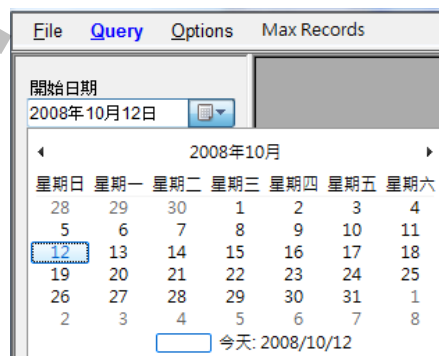 File Query Options Max Records
開始日期
2008年10月12日
2008年10月
星期日 星期一 星期二 星期三 星期四 星期五 星期六
28 29 30 1 2 3 4
5 6 7 8 9 10 11
12 13 14 15 16 17 18
19 20 21 22 23 24 25
26 27 28 29 30 31 1
2 3 4 5 6 7 8
今天: 2008/10/12